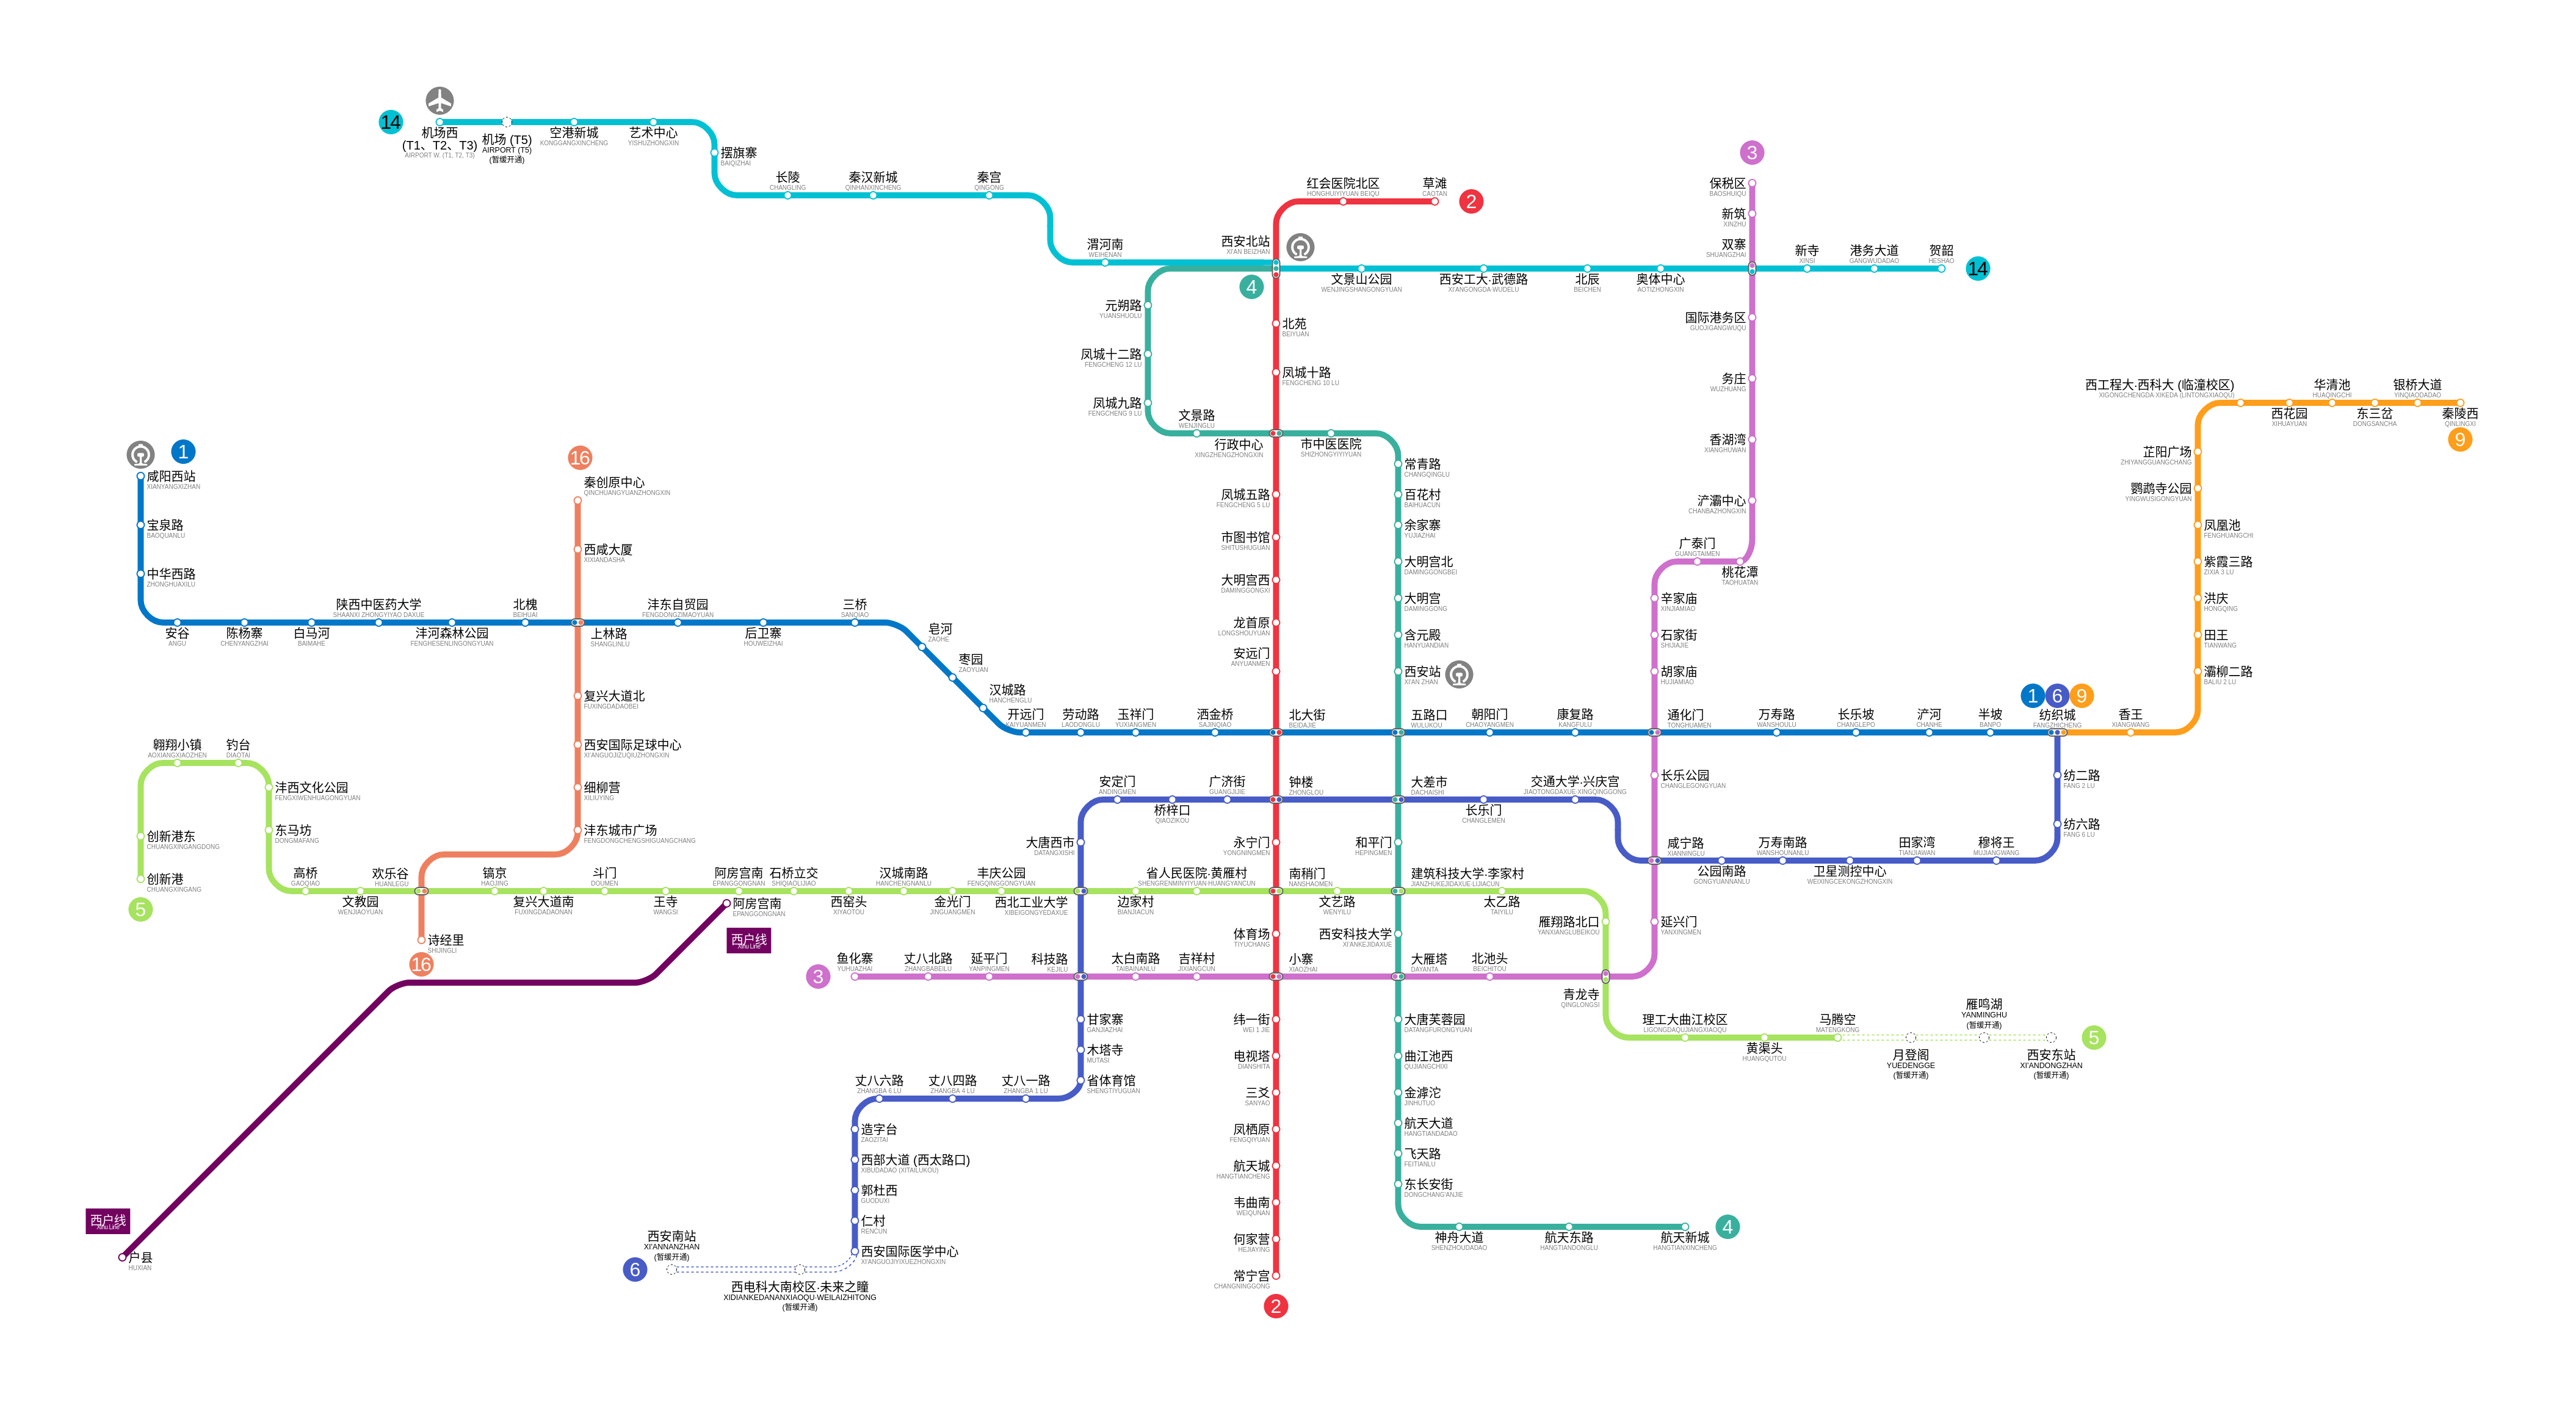 14
机场西
(T1、T2、T3)
AIRPORT W. (T1, T2, T3)
机场 (T5)
AIRPORT (T5)
(暂缓开通)
空港新城
KONGGANGXINCHENG
艺术中心
YISHUZHONGXIN
摆旗寨
BAIQIZHAI
长陵
CHANGLING
秦汉新城
QINHANXINCHENG
秦宫
QINGONG
渭河南
WEIHENAN
西安北站
XI'AN BEIZHAN
文景山公园
WENJINGSHANGONGYUAN
西安工大·武德路
XI'ANGONGDA·WUDELU
北辰
BEICHEN
奥体中心
AOTIZHONGXIN
双寨
SHUANGZHAI
新寺
XINSI
港务大道
GANGWUDADAO
贺韶
HESHAO
14
红会医院北区
HONGHUIYIYUAN BEIQU
草滩
CAOTAN
2
3
保税区
BAOSHUIQU
新筑
XINZHU
国际港务区
GUOJIGANGWUQU
务庄
WUZHUANG
香湖湾
XIANGHUWAN
浐灞中心
CHANBAZHONGXIN
广泰门
GUANGTAIMEN
桃花潭
TAOHUATAN
辛家庙
XINJIAMIAO
石家街
SHIJIAJIE
胡家庙
HUJIAMIAO
4
元朔路
YUANSHUOLU
凤城十二路
FENGCHENG 12 LU
凤城九路
FENGCHENG 9 LU
文景路
WENJINGLU
北苑
BEIYUAN
凤城十路
FENGCHENG 10 LU
行政中心
XINGZHENGZHONGXIN
市中医医院
SHIZHONGYIYIYUAN
常青路
CHANGQINGLU
百花村
BAIHUACUN
余家寨
YUJIAZHAI
大明宫北
DAMINGGONGBEI
大明宫
DAMINGGONG
含元殿
HANYUANDIAN
西安站
XI'AN ZHAN
凤城五路
FENGCHENG 5 LU
市图书馆
SHITUSHUGUAN
大明宫西
DAMINGGONGXI
龙首原
LONGSHOUYUAN
安远门
ANYUANMEN
西工程大·西科大 (临潼校区)
XIGONGCHENGDA·XIKEDA (LINTONGXIAOQU)
西花园
XIHUAYUAN
华清池
HUAQINGCHI
东三岔
DONGSANCHA
银桥大道
YINQIAODADAO
秦陵西
QINLINGXI
9
芷阳广场
ZHIYANGGUANGCHANG
鹦鹉寺公园
YINGWUSIGONGYUAN
凤凰池
FENGHUANGCHI
紫霞三路
ZIXIA 3 LU
洪庆
HONGQING
田王
TIANWANG
灞柳二路
BALIU 2 LU
香王
XIANGWANG
1
咸阳西站
XIANYANGXIZHAN
宝泉路
BAOQUANLU
中华西路
ZHONGHUAXILU
安谷
ANGU
陈杨寨
CHENYANGZHAI
白马河
BAIMAHE
陕西中医药大学
SHAANXI ZHONGYIYAO DAXUE
沣河森林公园
FENGHESENLINGONGYUAN
北槐
BEIHUAI
上林路
SHANGLINLU
沣东自贸园
FENGDONGZIMAOYUAN
后卫寨
HOUWEIZHAI
三桥
SANQIAO
皂河
ZAOHE
枣园
ZAOYUAN
汉城路
HANCHENGLU
开远门
KAIYUANMEN
劳动路
LAODONGLU
玉祥门
YUXIANGMEN
洒金桥
SAJINQIAO
北大街
BEIDAJIE
五路口
WULUKOU
朝阳门
CHAOYANGMEN
康复路
KANGFULU
通化门
TONGHUAMEN
万寿路
WANSHOULU
长乐坡
CHANGLEPO
浐河
CHANHE
半坡
BANPO
1
6
9
纺织城
FANGZHICHENG
纺二路
FANG 2 LU
纺六路
FANG 6 LU
16
秦创原中心
QINCHUANGYUANZHONGXIN
西咸大厦
XIXIANDASHA
复兴大道北
FUXINGDADAOBEI
西安国际足球中心
XI'ANGUOJIZUQIUZHONGXIN
细柳营
XILIUYING
沣东城市广场
FENGDONGCHENGSHIGUANGCHANG
翱翔小镇
AOXIANGXIAOZHEN
钓台
DIAOTAI
沣西文化公园
FENGXIWENHUAGONGYUAN
东马坊
DONGMAFANG
创新港东
CHUANGXINGANGDONG
创新港
CHUANGXINGANG
5
高桥
GAOQIAO
文教园
WENJIAOYUAN
欢乐谷
HUANLEGU
诗经里
SHIJINGLI
16
镐京
HAOJING
复兴大道南
FUXINGDADAONAN
斗门
DOUMEN
王寺
WANGSI
阿房宫南
EPANGGONGNAN
石桥立交
SHIQIAOLIJIAO
西窑头
XIYAOTOU
汉城南路
HANCHENGNANLU
金光门
JINGUANGMEN
丰庆公园
FENGQINGGONGYUAN
西北工业大学
XIBEIGONGYEDAXUE
边家村
BIANJIACUN
省人民医院·黄雁村
SHENGRENMINYIYUAN·HUANGYANCUN
南稍门
NANSHAOMEN
文艺路
WENYILU
建筑科技大学·李家村
JIANZHUKEJIDAXUE·LIJIACUN
太乙路
TAIYILU
雁翔路北口
YANXIANGLUBEIKOU
安定门
ANDINGMEN
桥梓口
QIAOZIKOU
广济街
GUANGJIJIE
钟楼
ZHONGLOU
大差市
DACHAISHI
长乐门
CHANGLEMEN
交通大学·兴庆宫
JIAOTONGDAXUE·XINGQINGGONG
长乐公园
CHANGLEGONGYUAN
大唐西市
DATANGXISHI
永宁门
YONGNINGMEN
和平门
HEPINGMEN
咸宁路
XIANNINGLU
公园南路
GONGYUANNANLU
万寿南路
WANSHOUNANLU
卫星测控中心
WEIXINGCEKONGZHONGXIN
田家湾
TIANJIAWAN
穆将王
MUJIANGWANG
延兴门
YANXINGMEN
体育场
TIYUCHANG
西安科技大学
XI'ANKEJIDAXUE
阿房宫南
EPANGGONGNAN
西户线
Xihu Line
3
鱼化寨
YUHUAZHAI
丈八北路
ZHANGBABEILU
延平门
YANPINGMEN
科技路
KEJILU
太白南路
TAIBAINANLU
吉祥村
JIXIANGCUN
小寨
XIAOZHAI
大雁塔
DAYANTA
北池头
BEICHITOU
青龙寺
QINGLONGSI
理工大曲江校区
LIGONGDAQUJIANGXIAOQU
黄渠头
HUANGQUTOU
马腾空
MATENGKONG
月登阁
YUEDENGGE
(暂缓开通)
雁鸣湖
YANMINGHU
(暂缓开通)
西安东站
XI'ANDONGZHAN
(暂缓开通)
5
甘家寨
GANJIAZHAI
木塔寺
MUTASI
省体育馆
SHENGTIYUGUAN
丈八六路
ZHANGBA 6 LU
丈八四路
ZHANGBA 4 LU
丈八一路
ZHANGBA 1 LU
造字台
ZAOZITAI
西部大道 (西太路口)
XIBUDADAO (XITAILUKOU)
郭杜西
GUODUXI
仁村
RENCUN
西安国际医学中心
XI'ANGUOJIYIXUEZHONGXIN
西安南站
XI'ANNANZHAN
(暂缓开通)
6
西电科大南校区·未来之瞳
XIDIANKEDANANXIAOQU·WEILAIZHITONG
(暂缓开通)
纬一街
WEI 1 JIE
电视塔
DIANSHITA
三爻
SANYAO
凤栖原
FENGQIYUAN
航天城
HANGTIANCHENG
韦曲南
WEIQUNAN
何家营
HEJIAYING
常宁宫
CHANGNINGGONG
2
大唐芙蓉园
DATANGFURONGYUAN
曲江池西
QUJIANGCHIXI
金滹沱
JINHUTUO
航天大道
HANGTIANDADAO
飞天路
FEITIANLU
东长安街
DONGCHANG'ANJIE
神舟大道
SHENZHOUDADAO
航天东路
HANGTIANDONGLU
航天新城
HANGTIANXINCHENG
4
西户线
Xihu Line
户县
HUXIAN